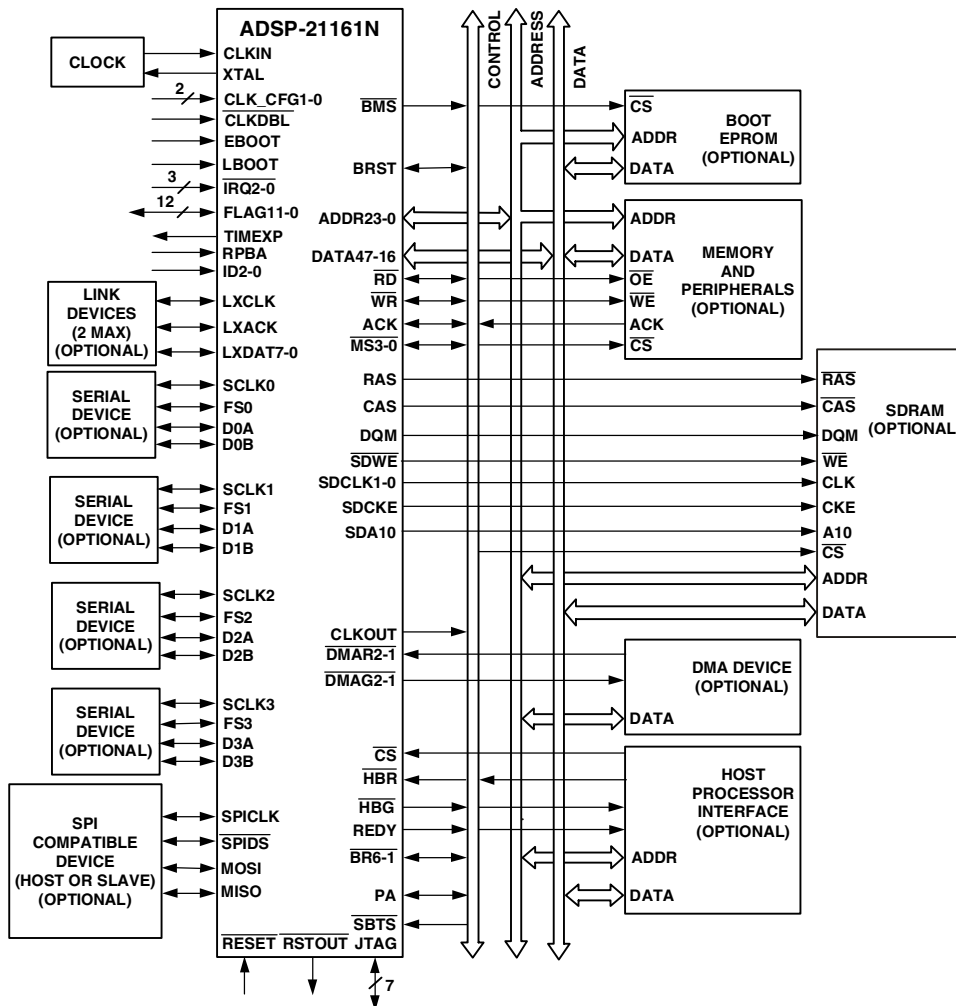 ADSP-21161N
CLOCK
CLKIN
XTAL
2
CLK_CFG1-0
CLKDBL
EBOOT
LBOOT
3
IRQ2-0
12
FLAG11-0
TIMEXP
RPBA
ID2-0
LINK
DEVICES
(2 MAX)
(OPTIONAL)
LXCLK
LXACK
LXDAT7-0
SERIAL
DEVICE
(OPTIONAL)
SCLK0
FS0
D0A
D0B
SERIAL
DEVICE
(OPTIONAL)
SCLK1
FS1
D1A
D1B
SERIAL
DEVICE
(OPTIONAL)
SCLK2
FS2
D2A
D2B
SERIAL
DEVICE
(OPTIONAL)
SCLK3
FS3
D3A
D3B
SPI
COMPATIBLE
DEVICE
(HOST OR SLAVE)
(OPTIONAL)
SPICLK
SPIDS
MOSI
MISO
RESET RSTOUT JTAG
7
BMS
BRST
ADDR23-0
DATA47-16
RD
WR
ACK
MS3-0
RAS
CAS
DQM
SDWE
SDCLK1-0
SDCKE
SDA10
CLKOUT
DMAR2-1
DMAG2-1
CS
HBR
HBG
REDY
BR6-1
PA
SBTS
CONTROL
ADDRESS
DATA
CS
ADDR
DATA
BOOT
EPROM
(OPTIONAL)
ADDR
DATA
OE
WE
ACK
CS
MEMORY
AND
PERIPHERALS
(OPTIONAL)
RAS
CAS
DQM
WE
CLK
CKE
A10
CS
ADDR
DATA
SDRAM
(OPTIONAL)
DMA DEVICE
(OPTIONAL)
DATA
HOST
PROCESSOR
INTERFACE
(OPTIONAL)
ADDR
DATA